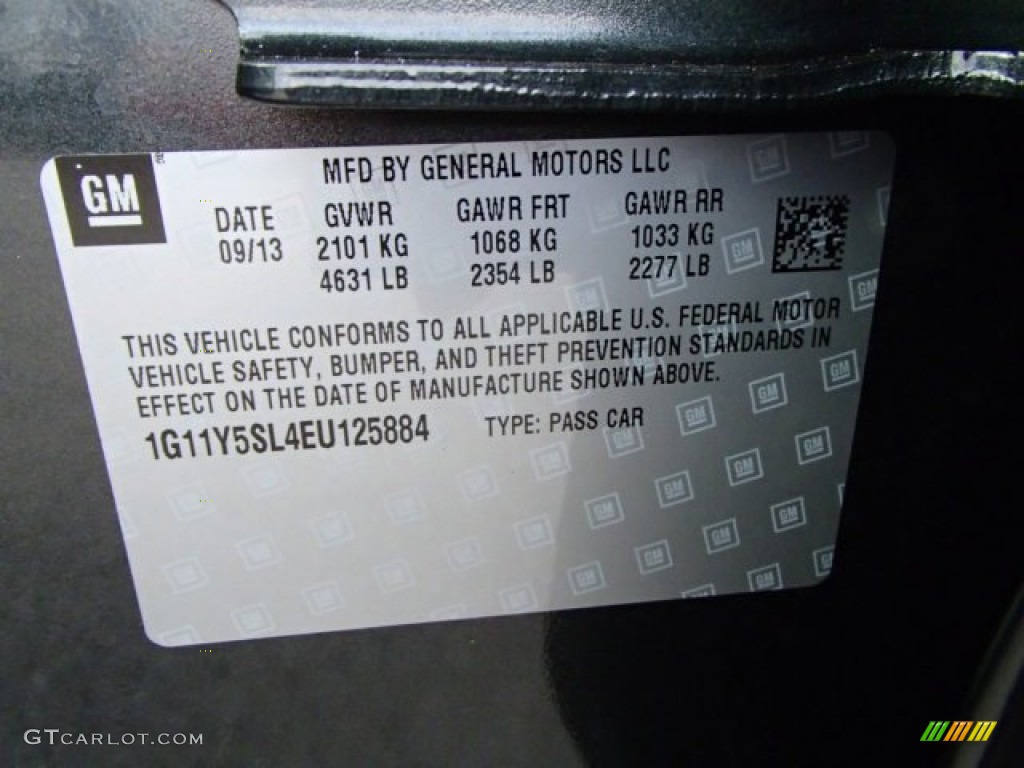 MFD BY GENERAL MOTORS LLC
GM
DATE GVWR GAWR FRT GAWR RR
09/13 2101 KG 1068 KG 1033 KG
4631 LB 2354 LB 2277 LB
THIS VEHICLE CONFORMS TO ALL APPLICABLE U.S. FEDERAL MOTOR
VEHICLE SAFETY, BUMPER, AND THEFT PREVENTION STANDARDS IN
EFFECT ON THE DATE OF MANUFACTURE SHOWN ABOVE.
1G11Y5SL4EU125884 TYPE: PASS CAR
GTCARLOT.COM